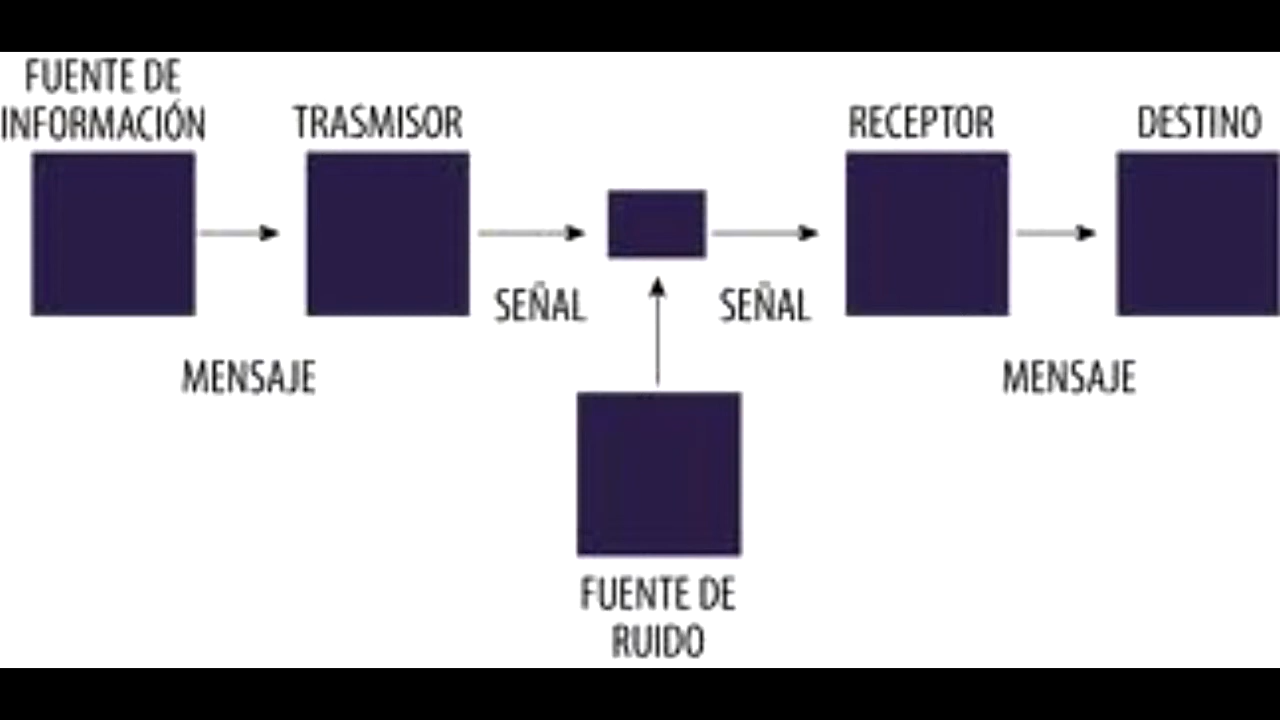 FUENTE DE
INFORMACIÓN
TRASMISOR
RECEPTOR
DESTINO
SEÑAL
SEÑAL
MENSAJE
MENSAJE
FUENTE DE
RUIDO